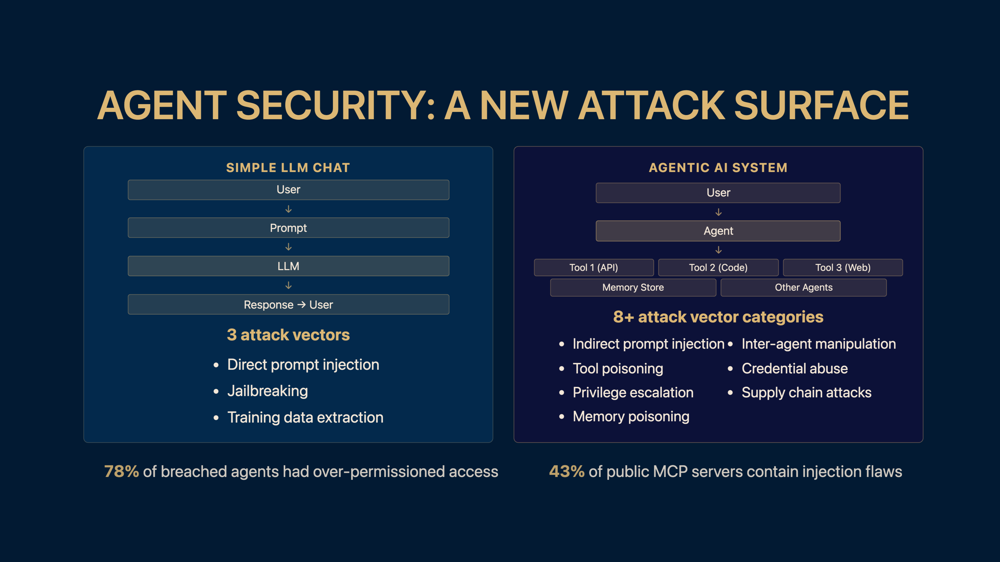 AGENT SECURITY: A NEW ATTACK SURFACE
SIMPLE LLM CHAT
User
↓
Prompt
↓
LLM
↓
Response → User
3 attack vectors
• Direct prompt injection
• Jailbreaking
• Training data extraction
AGENTIC AI SYSTEM
User
↓
Agent
↓
Tool 1 (API)
Tool 2 (Code)
Tool 3 (Web)
Memory Store
Other Agents
8+ attack vector categories
• Indirect prompt injection
• Tool poisoning
• Privilege escalation
• Memory poisoning
• Inter-agent manipulation
• Credential abuse
• Supply chain attacks
78% of breached agents had over-permissioned access
43% of public MCP servers contain injection flaws